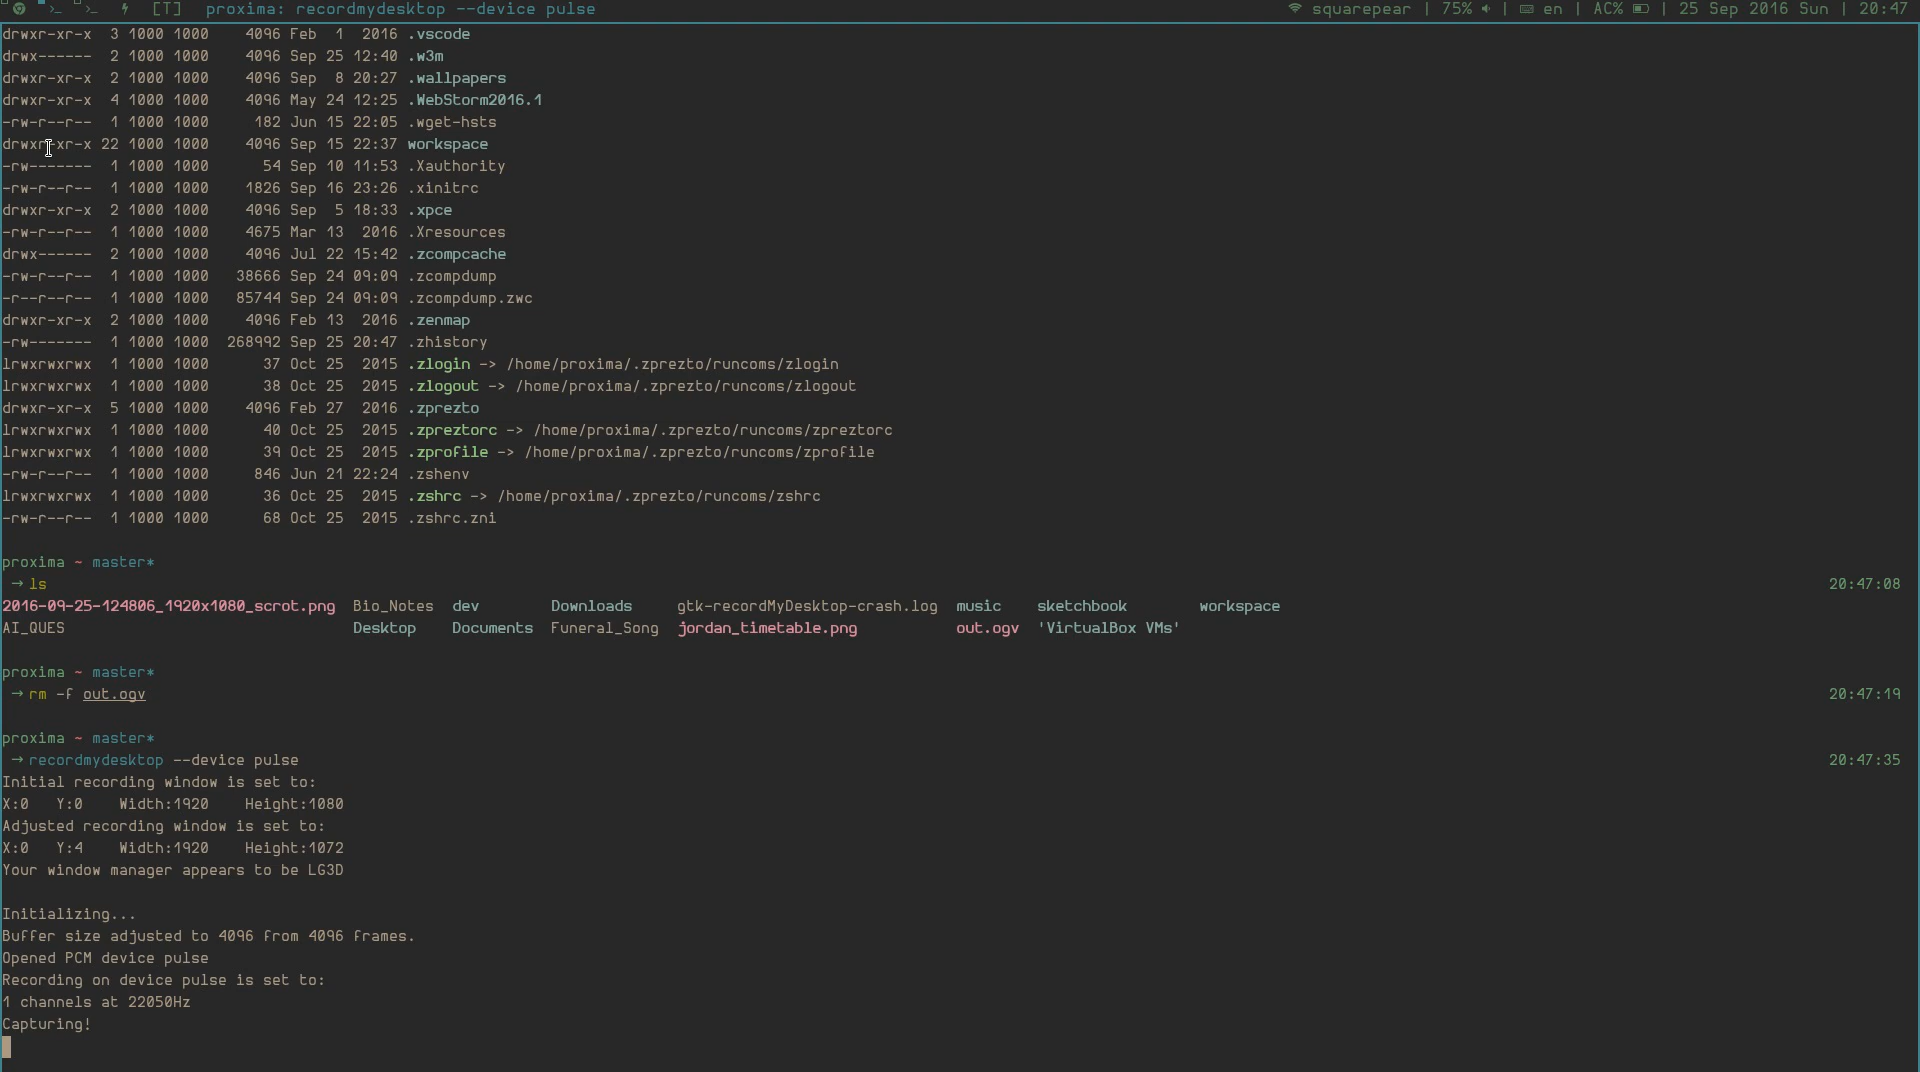 [T] proxima: recordmydesktop --device pulse squarepear | 75% | en | AC% | 25 Sep 2016 Sun | 20:47
drwxr-xr-x 3 1000 1000 4096 Feb 1 2016 .vscode
drwx------ 2 1000 1000 4096 Sep 25 12:40 .w3m
drwxr-xr-x 2 1000 1000 4096 Sep 8 20:27 .wallpapers
drwxr-xr-x 4 1000 1000 4096 May 24 12:25 .WebStorm2016.1
-rw-r--r-- 1 1000 1000 182 Jun 15 22:05 .wget-hsts
drwxr-xr-x 22 1000 1000 4096 Sep 15 22:37 workspace
-rw------- 1 1000 1000 54 Sep 10 11:53 .Xauthority
-rw-r--r-- 1 1000 1000 1826 Sep 16 23:26 .xinitrc
drwxr-xr-x 2 1000 1000 4096 Sep 5 18:33 .xpce
-rw-r--r-- 1 1000 1000 4675 Mar 13 2016 .Xresources
drwx------ 2 1000 1000 4096 Jul 22 15:42 .zcompcache
-rw-r--r-- 1 1000 1000 38666 Sep 24 09:09 .zcompdump
-r--r--r-- 1 1000 1000 85744 Sep 24 09:09 .zcompdump.zwc
drwxr-xr-x 2 1000 1000 4096 Feb 13 2016 .zenmap
-rw------- 1 1000 1000 268992 Sep 25 20:47 .zhistory
lrwxrwxrwx 1 1000 1000 37 Oct 25 2015 .zlogin -> /home/proxima/.zprezto/runcoms/zlogin
lrwxrwxrwx 1 1000 1000 38 Oct 25 2015 .zlogout -> /home/proxima/.zprezto/runcoms/zlogout
drwxr-xr-x 5 1000 1000 4096 Feb 27 2016 .zprezto
lrwxrwxrwx 1 1000 1000 40 Oct 25 2015 .zpreztorc -> /home/proxima/.zprezto/runcoms/zpreztorc
lrwxrwxrwx 1 1000 1000 39 Oct 25 2015 .zprofile -> /home/proxima/.zprezto/runcoms/zprofile
-rw-r--r-- 1 1000 1000 846 Jun 21 22:24 .zshenv
lrwxrwxrwx 1 1000 1000 36 Oct 25 2015 .zshrc -> /home/proxima/.zprezto/runcoms/zshrc
-rw-r--r-- 1 1000 1000 68 Oct 25 2015 .zshrc.zni
proxima ~ master*
→ ls 20:47:08
2016-09-25-124806_1920x1080_scrot.png Bio_Notes dev Downloads gtk-recordMyDesktop-crash.log music sketchbook workspace
AI_QUES Desktop Documents Funeral_Song jordan_timetable.png out.ogv 'VirtualBox VMs'
proxima ~ master*
→ rm -f out.ogv 20:47:19
proxima ~ master*
→ recordmydesktop --device pulse 20:47:35
Initial recording window is set to:
X:0 Y:0 Width:1920 Height:1080
Adjusted recording window is set to:
X:0 Y:4 Width:1920 Height:1072
Your window manager appears to be LG3D
Initializing...
Buffer size adjusted to 4096 from 4096 frames.
Opened PCM device pulse
Recording on device pulse is set to:
1 channels at 22050Hz
Capturing!